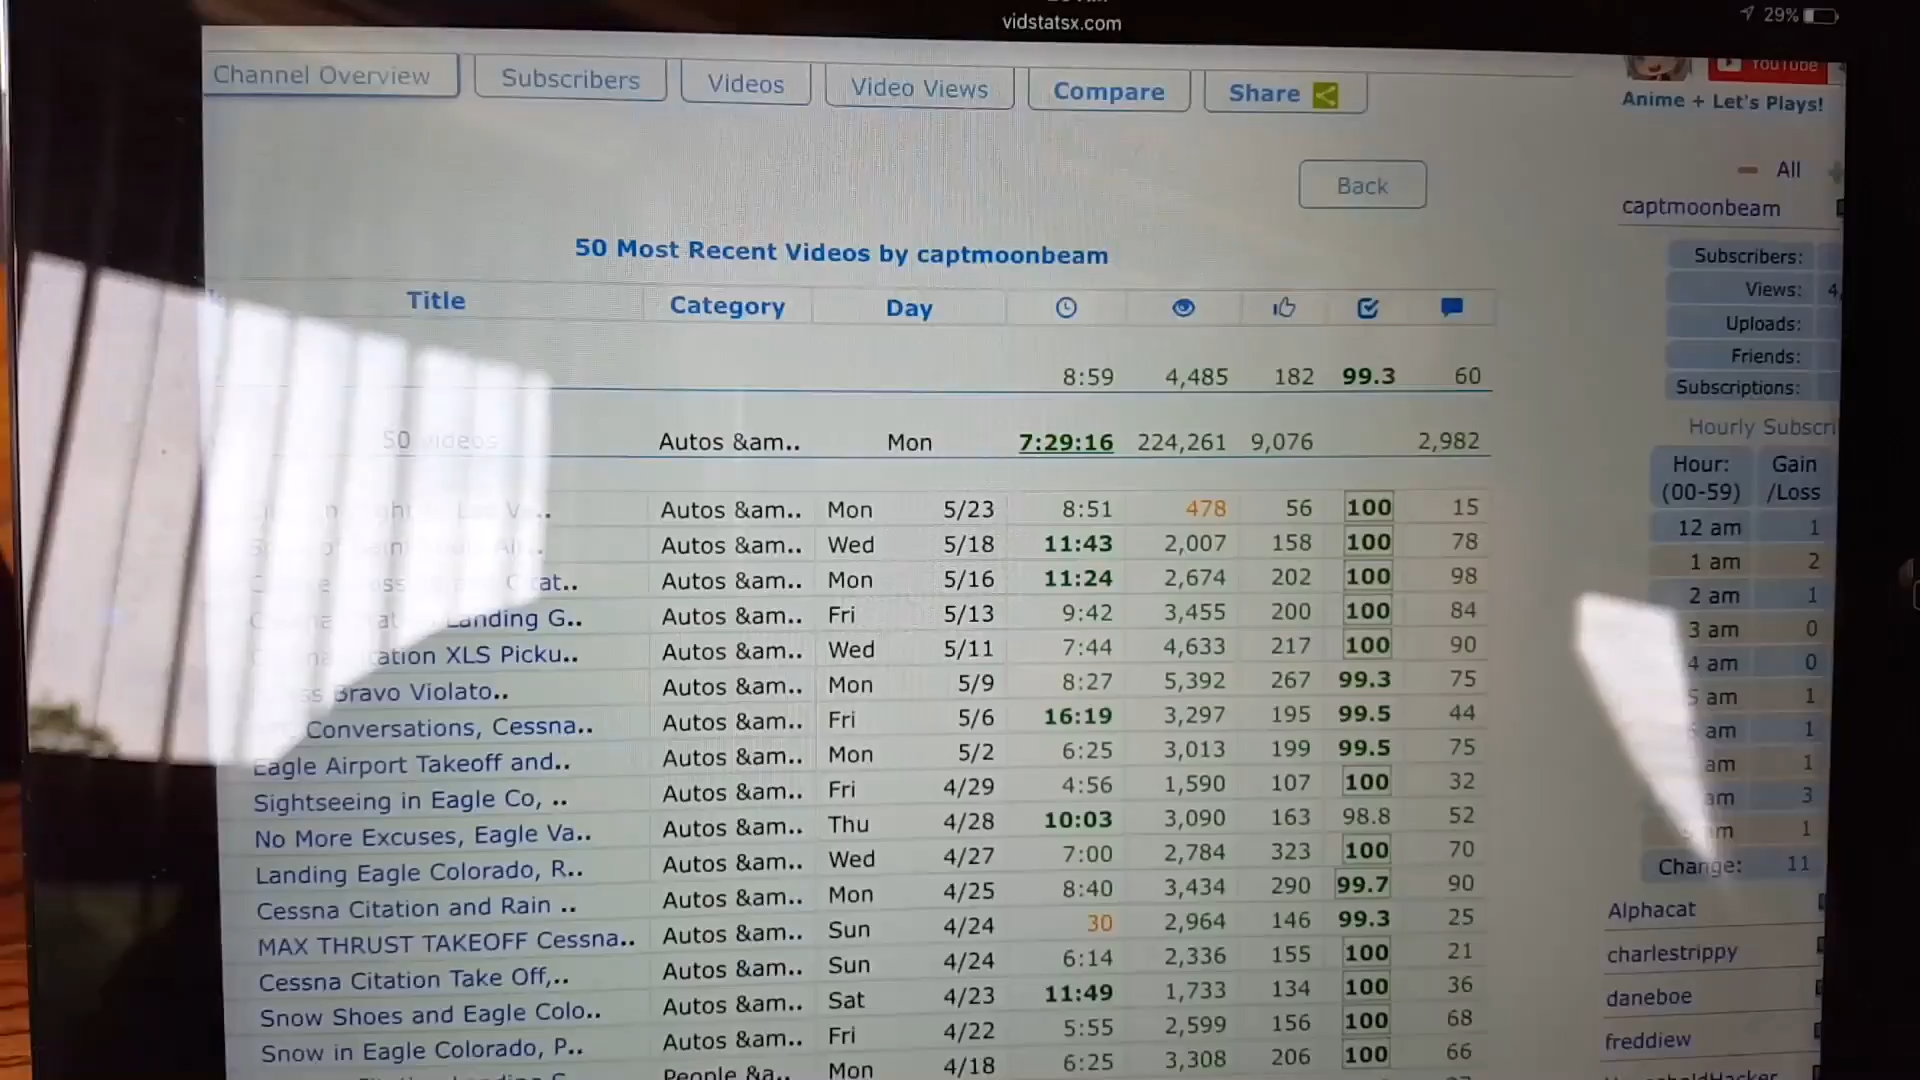 vidstatsx.com
29%
Channel Overview Subscribers Videos Video Views Compare Share
YouTube
Anime + Let's Plays!
Back
All
captmoonbeam
50 Most Recent Videos by captmoonbeam
Subscribers:
Views: 4,
Uploads:
Friends:
Subscriptions:
Title Category Day
8:59 4,485 182 99.3 60
50 videos Autos &am.. Mon 7:29:16 224,261 9,076 2,982
Autos &am.. Mon 5/23 8:51 478 56 100 15
Autos &am.. Wed 5/18 11:43 2,007 158 100 78
Autos &am.. Mon 5/16 11:24 2,674 202 100 98
Landing G.. Autos &am.. Fri 5/13 9:42 3,455 200 100 84
XLS Picku.. Autos &am.. Wed 5/11 7:44 4,633 217 100 90
Bravo Violato.. Autos &am.. Mon 5/9 8:27 5,392 267 99.3 75
Conversations, Cessna.. Autos &am.. Fri 5/6 16:19 3,297 195 99.5 44
Eagle Airport Takeoff and.. Autos &am.. Mon 5/2 6:25 3,013 199 99.5 75
Sightseeing in Eagle Co, .. Autos &am.. Fri 4/29 4:56 1,590 107 100 32
No More Excuses, Eagle Va.. Autos &am.. Thu 4/28 10:03 3,090 163 98.8 52
Landing Eagle Colorado, R.. Autos &am.. Wed 4/27 7:00 2,784 323 100 70
Cessna Citation and Rain .. Autos &am.. Mon 4/25 8:40 3,434 290 99.7 90
MAX THRUST TAKEOFF Cessna.. Autos &am.. Sun 4/24 30 2,964 146 99.3 25
Cessna Citation Take Off,.. Autos &am.. Sun 4/24 6:14 2,336 155 100 21
Snow Shoes and Eagle Colo.. Autos &am.. Sat 4/23 11:49 1,733 134 100 36
Snow in Eagle Colorado, P.. Autos &am.. Fri 4/22 5:55 2,599 156 100 68
People &a.. Mon 4/18 6:25 3,308 206 100 66
Hourly Subscri
Hour: Gain
(00-59) /Loss
12 am 1
1 am 2
2 am 1
3 am 0
4 am 0
5 am 1
am 1
am 1
am 3
am 1
Change: 11
Alphacat
charlestrippy
daneboe
freddiew